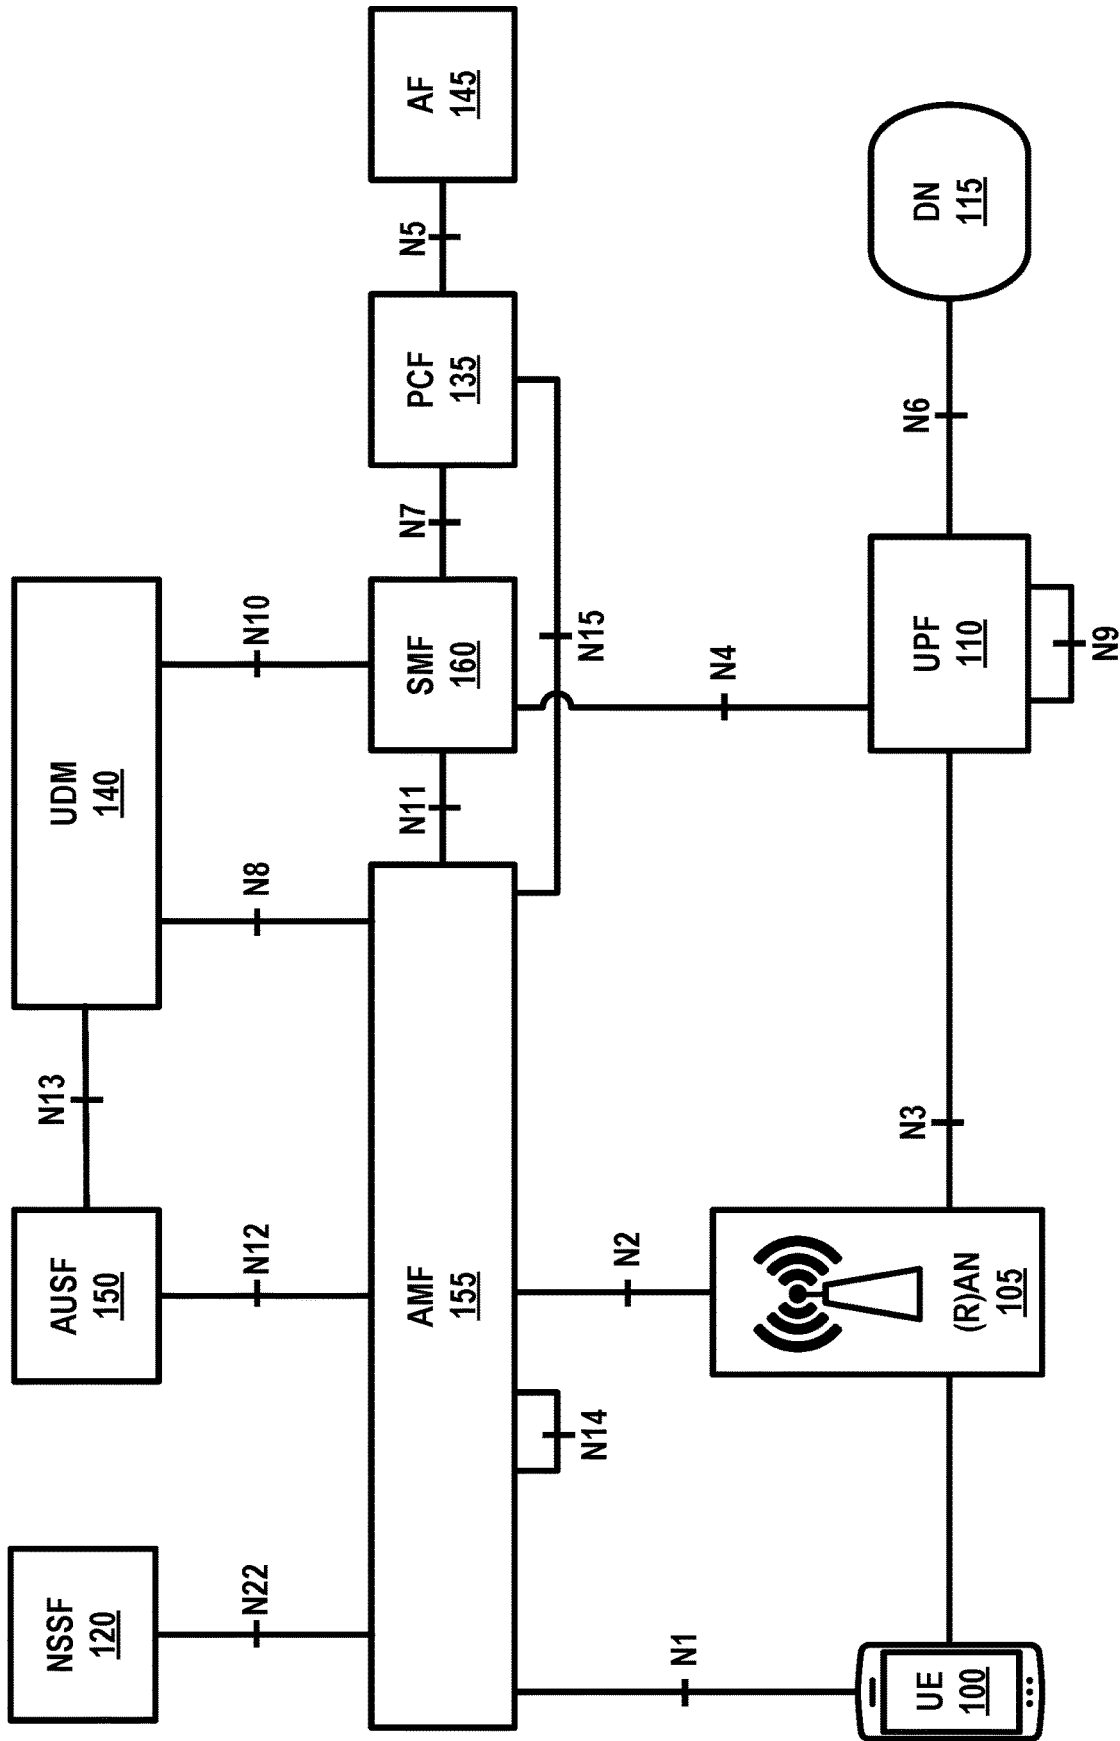 NSSF
120
AUSF
150
UDM
140
N13
N22
N12
N8
N10
AMF
155
N11
SMF
160
N7
PCF
135
N5
AF
145
N14
N15
N1
N2
N4
UE
100
(R)AN
105
N3
UPF
110
N6
DN
115
N9